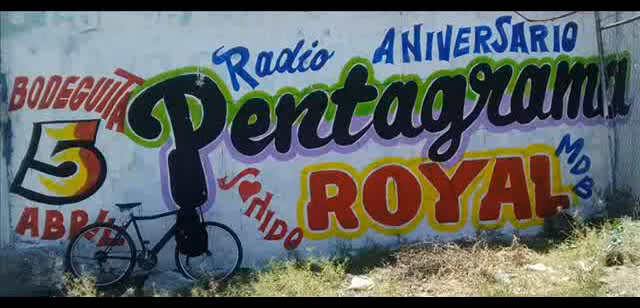 Radio ANIVERSARIO
BODEGUITA
Pentagrama
5
ABRIL
SONIDO
ROYAL
MDB